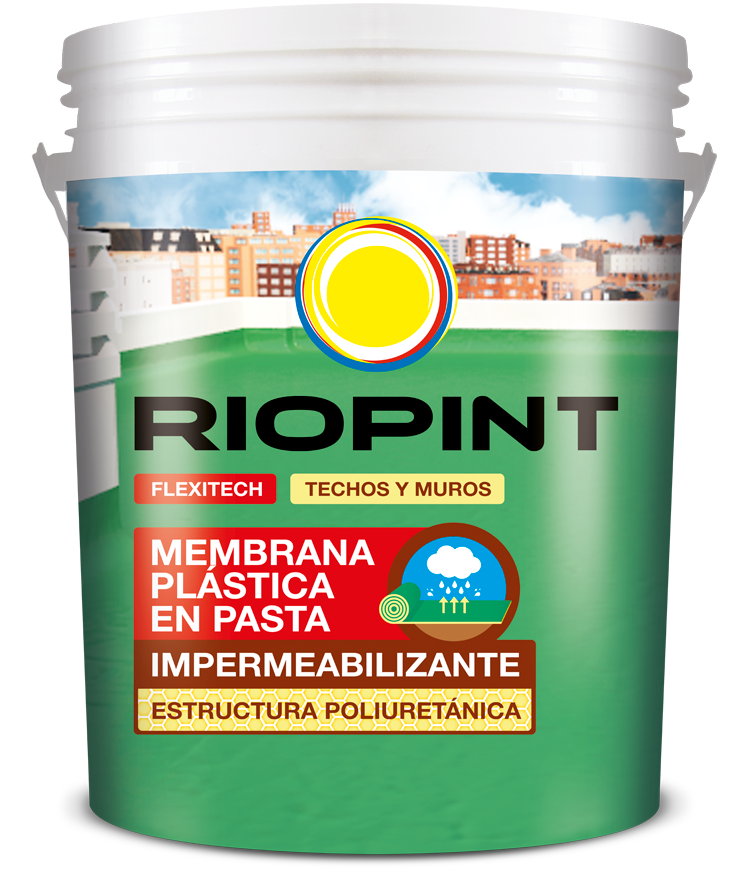 RIOPINT
FLEXITECH
TECHOS Y MUROS
MEMBRANA
PLÁSTICA
EN PASTA
IMPERMEABILIZANTE
ESTRUCTURA POLIURETÁNICA